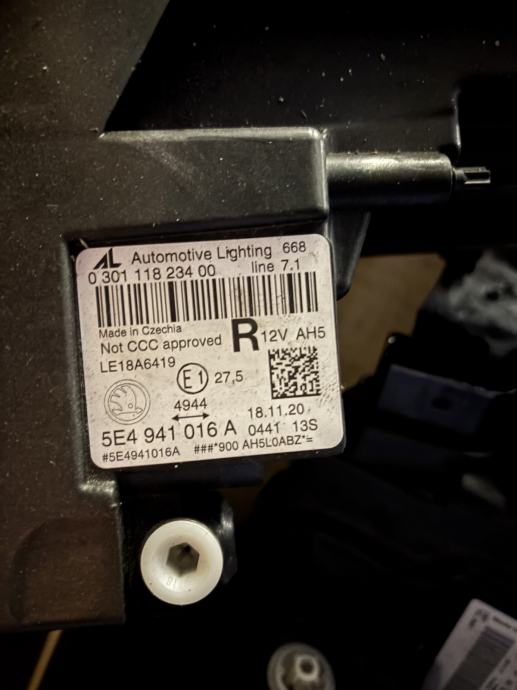 AL Automotive Lighting 668
0 301 118 234 00 line 7.1
Made in Czechia
Not CCC approved R 12V AH5
LE18A6419
E1 27,5
4944
18.11.20
5E4 941 016 A 0441 13S
#5E4941016A ###*900 AH5L0ABZ*=